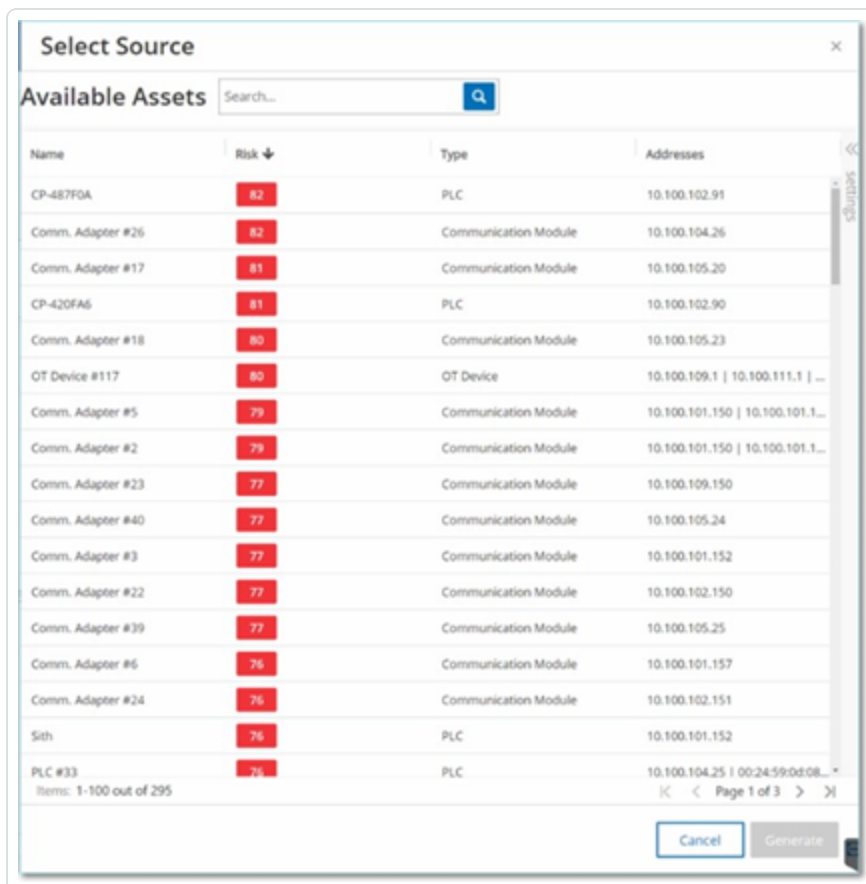 Select Source
Available Assets Search...
Name Risk Type Addresses
settings
CP-487F0A 82 PLC 10.100.102.91
Comm. Adapter #26 82 Communication Module 10.100.104.26
Comm. Adapter #17 81 Communication Module 10.100.105.20
CP-420FA6 81 PLC 10.100.102.90
Comm. Adapter #18 80 Communication Module 10.100.105.23
OT Device #117 80 OT Device 10.100.109.1 | 10.100.111.1 | ...
Comm. Adapter #5 79 Communication Module 10.100.101.150 | 10.100.101.1...
Comm. Adapter #2 79 Communication Module 10.100.101.150 | 10.100.101.1...
Comm. Adapter #23 77 Communication Module 10.100.109.150
Comm. Adapter #40 77 Communication Module 10.100.105.24
Comm. Adapter #3 77 Communication Module 10.100.101.152
Comm. Adapter #22 77 Communication Module 10.100.102.150
Comm. Adapter #39 77 Communication Module 10.100.105.25
Comm. Adapter #6 76 Communication Module 10.100.101.157
Comm. Adapter #24 76 Communication Module 10.100.102.151
Sith 76 PLC 10.100.101.152
PLC #33 76 PLC 10.100.104.25 | 00:24:59:0d:08...
Items: 1-100 out of 295 Page 1 of 3
Cancel Generate